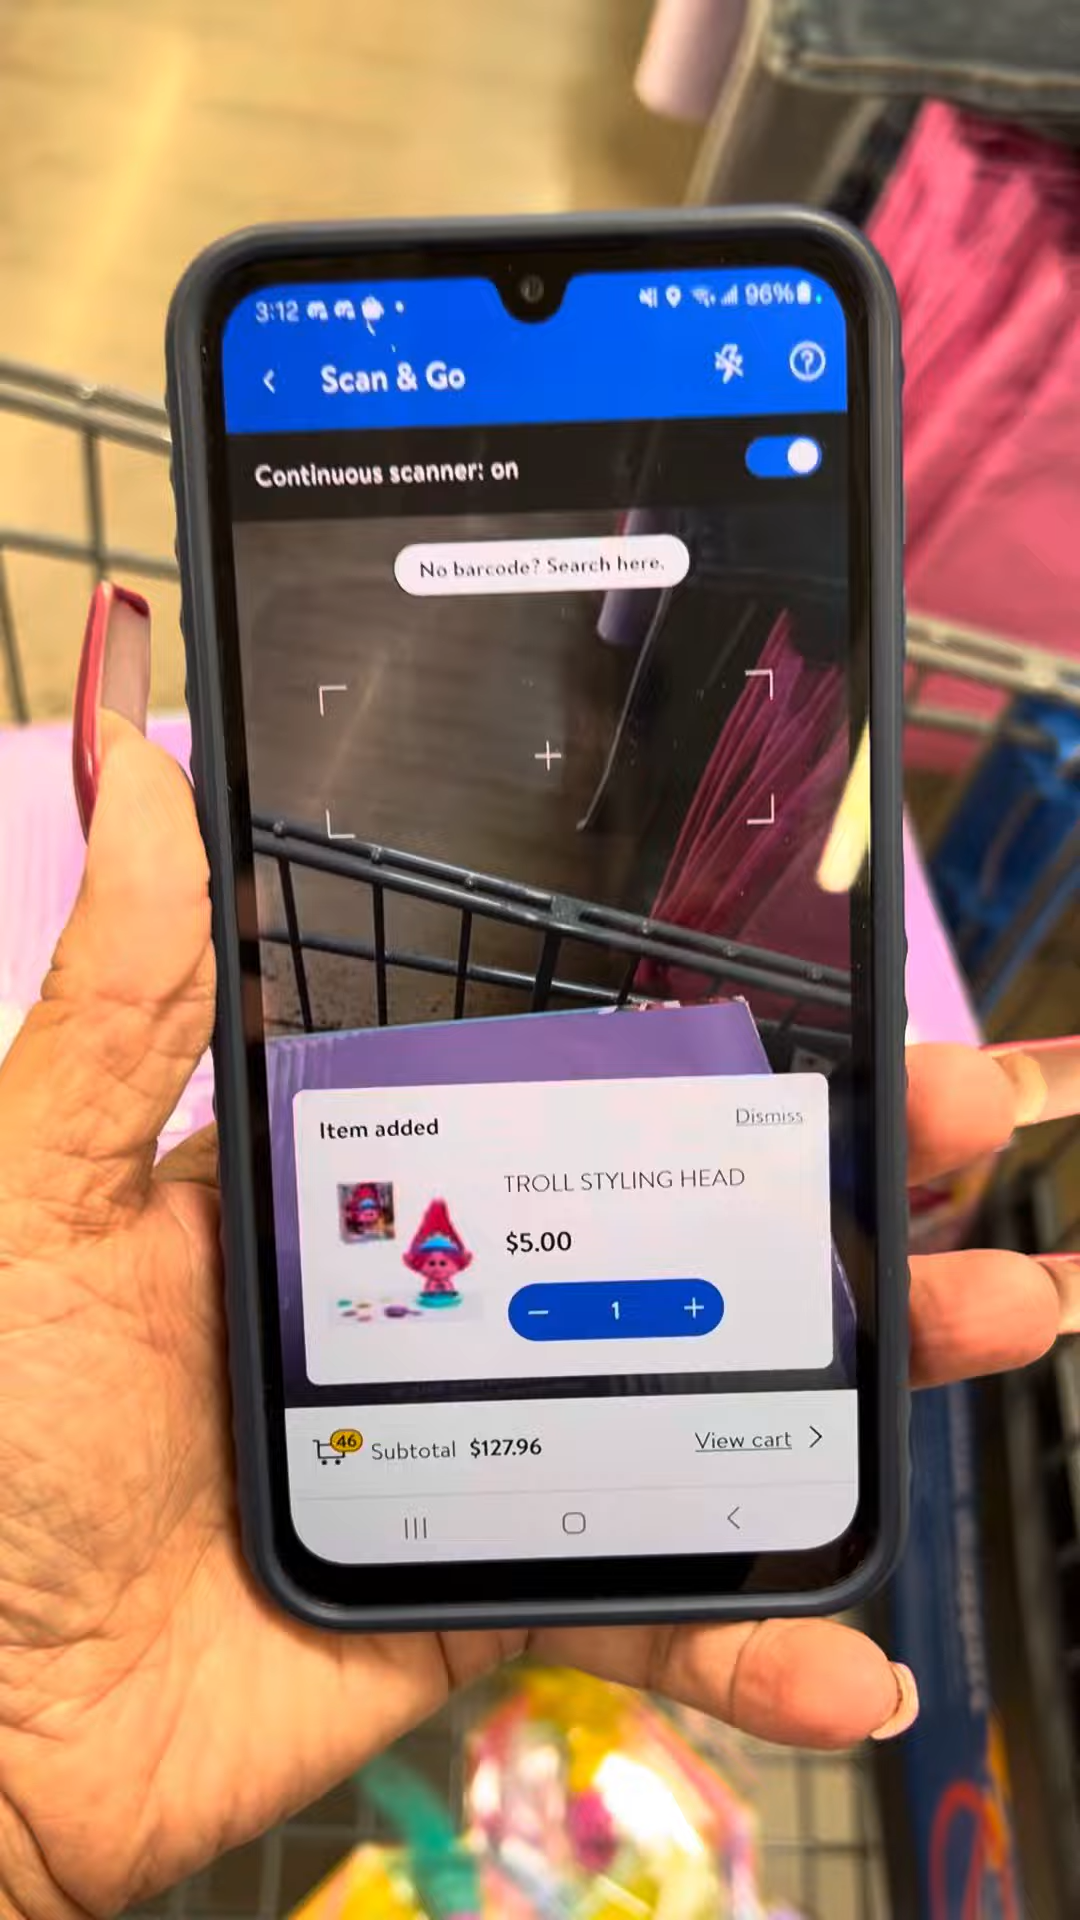 3:12
96%
Scan & Go
Continuous scanner: on
No barcode? Search here.
Item added
Dismiss
TROLL STYLING HEAD
$5.00
1
46
Subtotal $127.96
View cart